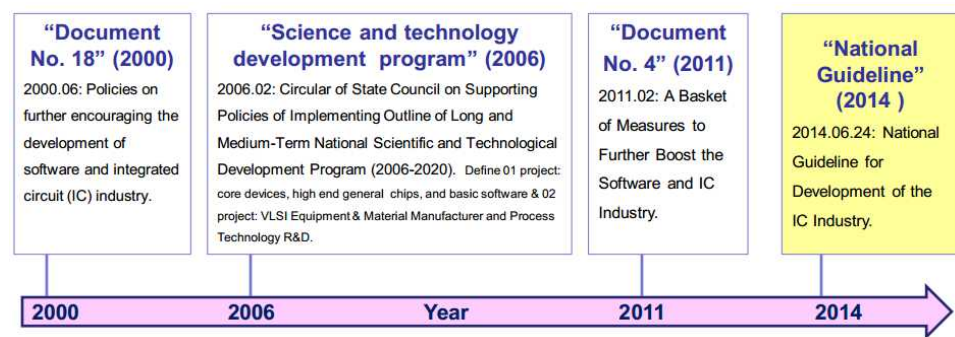 “Document
No. 18” (2000)
2000.06: Policies on
further encouraging the
development of
software and integrated
circuit (IC) industry.
“Science and technology
development program” (2006)
2006.02: Circular of State Council on Supporting
Policies of Implementing Outline of Long and
Medium-Term National Scientific and Technological
Development Program (2006-2020). Define 01 project:
core devices, high end general chips, and basic software & 02
project: VLSI Equipment & Material Manufacturer and Process
Technology R&D.
“Document
No. 4” (2011)
2011.02: A Basket
of Measures to
Further Boost the
Software and IC
Industry.
“National
Guideline”
(2014 )
2014.06.24: National
Guideline for
Development of the
IC Industry.
2000 2006 Year 2011 2014